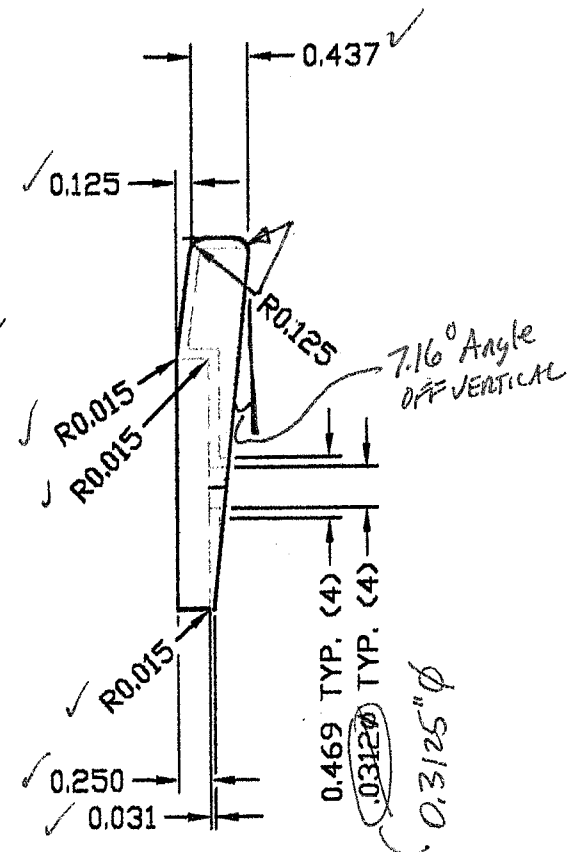 0.437
0.125
R0.125
7.16° Angle
OFF VERTICAL
R0.015
R0.015
R0.015
0.469 TYP. (4)
.0312ø TYP. (4)
0.3125"ø
0.250
0.031